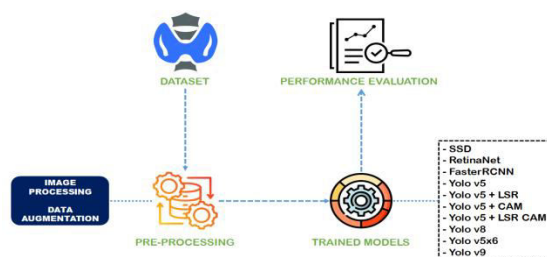 DATASET
PERFORMANCE EVALUATION
IMAGE
PROCESSING
DATA
AUGMENTATION
PRE-PROCESSING
TRAINED MODELS
- SSD
- RetinaNet
- FasterRCNN
- Yolo v5
- Yolo v5 + LSR
- Yolo v5 + CAM
- Yolo v5 + LSR CAM
- Yolo v8
- Yolo v5x6
- Yolo v9